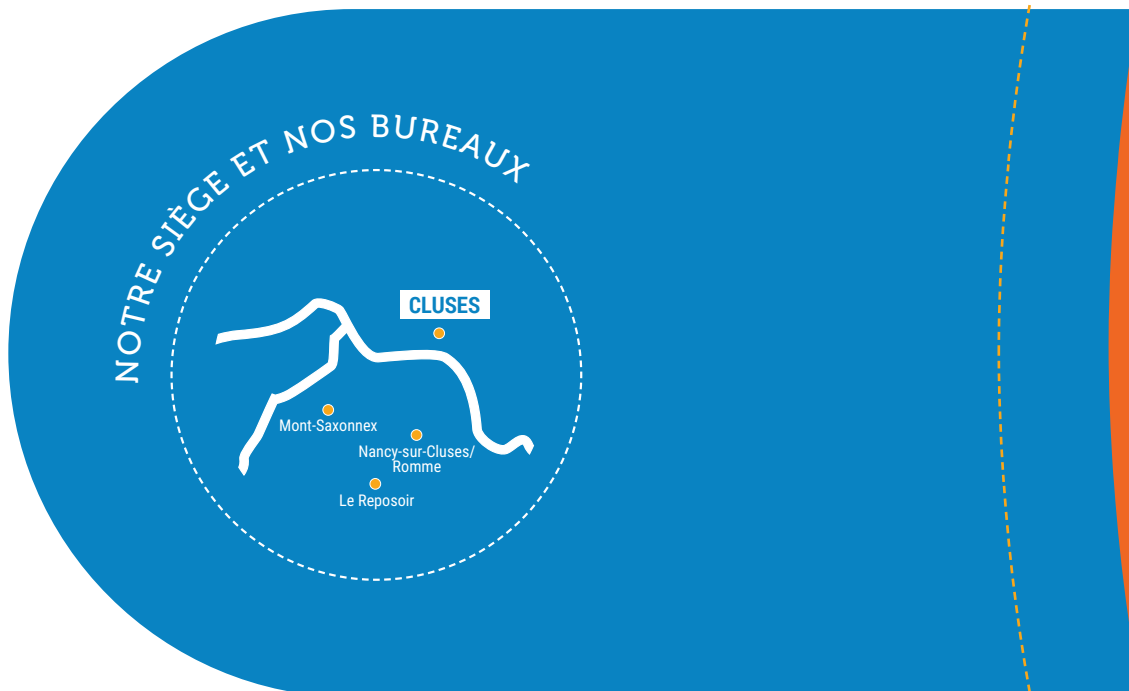 NOTRE SIÈGE ET NOS BUREAUX
CLUSES
Mont-Saxonnex
Nancy-sur-Cluses/
Romme
Le Reposoir